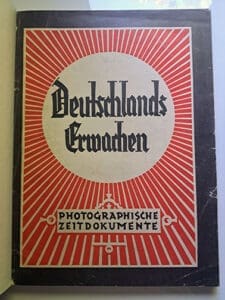 Deutschlands
Erwachen
PHOTOGRAPHISCHE
ZEITDOKUMENTE